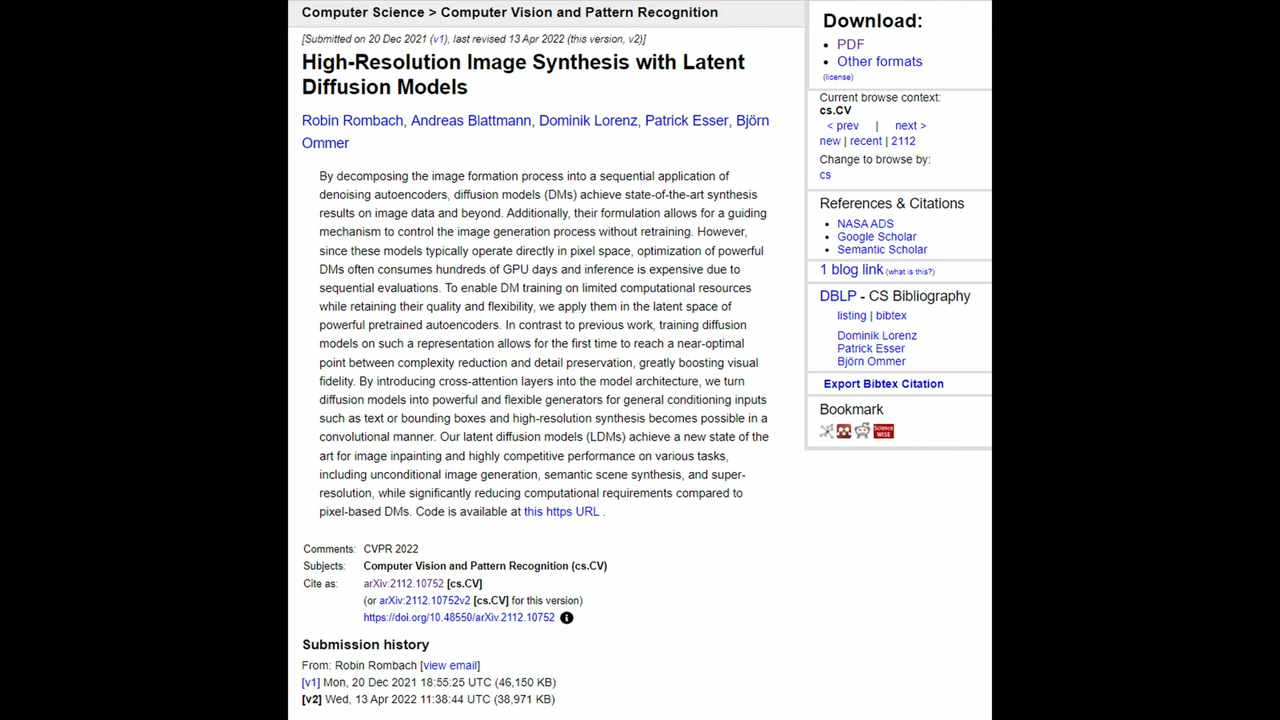 Computer Science > Computer Vision and Pattern Recognition
[Submitted on 20 Dec 2021 (v1), last revised 13 Apr 2022 (this version, v2)]
High-Resolution Image Synthesis with Latent
Diffusion Models
Robin Rombach, Andreas Blattmann, Dominik Lorenz, Patrick Esser, Björn
Ommer
By decomposing the image formation process into a sequential application of
denoising autoencoders, diffusion models (DMs) achieve state-of-the-art synthesis
results on image data and beyond. Additionally, their formulation allows for a guiding
mechanism to control the image generation process without retraining. However,
since these models typically operate directly in pixel space, optimization of powerful
DMs often consumes hundreds of GPU days and inference is expensive due to
sequential evaluations. To enable DM training on limited computational resources
while retaining their quality and flexibility, we apply them in the latent space of
powerful pretrained autoencoders. In contrast to previous work, training diffusion
models on such a representation allows for the first time to reach a near-optimal
point between complexity reduction and detail preservation, greatly boosting visual
fidelity. By introducing cross-attention layers into the model architecture, we turn
diffusion models into powerful and flexible generators for general conditioning inputs
such as text or bounding boxes and high-resolution synthesis becomes possible in a
convolutional manner. Our latent diffusion models (LDMs) achieve a new state of the
art for image inpainting and highly competitive performance on various tasks,
including unconditional image generation, semantic scene synthesis, and super-
resolution, while significantly reducing computational requirements compared to
pixel-based DMs. Code is available at this https URL .
Comments: CVPR 2022
Subjects: Computer Vision and Pattern Recognition (cs.CV)
Cite as: arXiv:2112.10752 [cs.CV]
(or arXiv:2112.10752v2 [cs.CV] for this version)
https://doi.org/10.48550/arXiv.2112.10752
Submission history
From: Robin Rombach [view email]
[v1] Mon, 20 Dec 2021 18:55:25 UTC (46,150 KB)
[v2] Wed, 13 Apr 2022 11:38:44 UTC (38,971 KB)
Download:
• PDF
• Other formats
(license)
Current browse context:
cs.CV
< prev | next >
new | recent | 2112
Change to browse by:
cs
References & Citations
• NASA ADS
• Google Scholar
• Semantic Scholar
1 blog link (what is this?)
DBLP - CS Bibliography
listing | bibtex
Dominik Lorenz
Patrick Esser
Björn Ommer
Export Bibtex Citation
Bookmark
Science
WISE